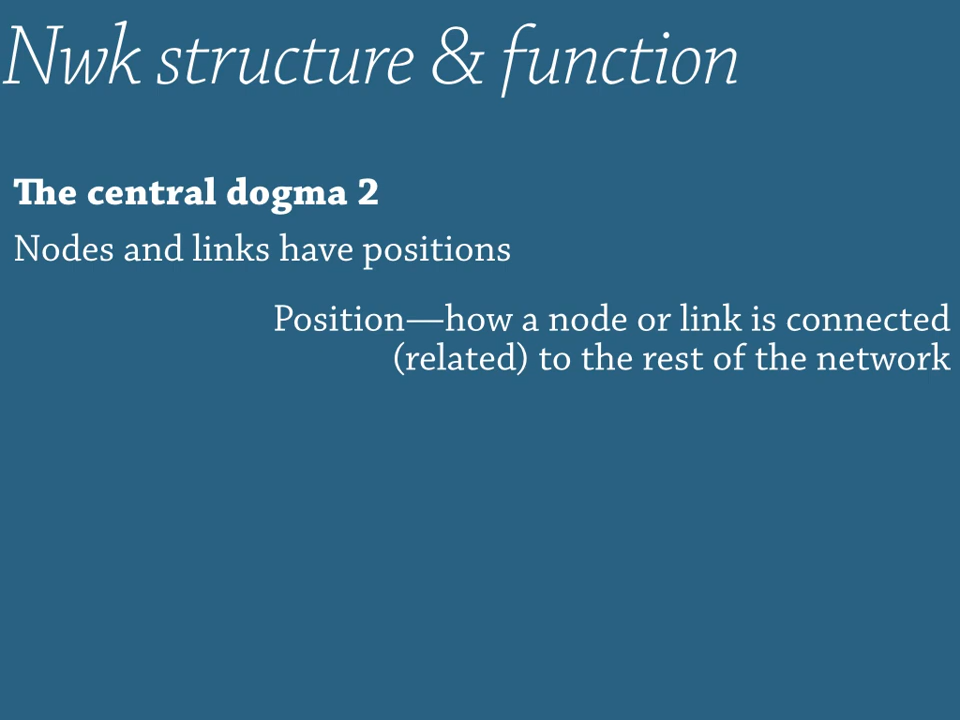 Nwk structure & function
The central dogma 2
Nodes and links have positions
Position—how a node or link is connected
(related) to the rest of the network